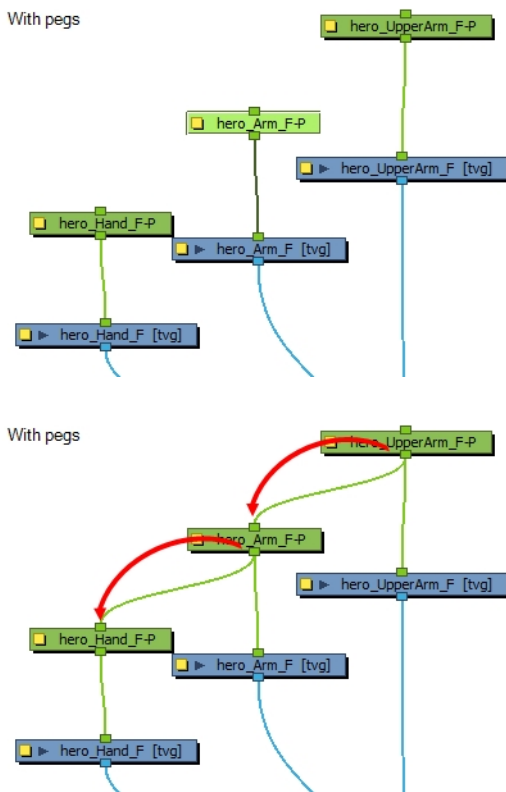 With pegs
hero_UpperArm_F-P
hero_Arm_F-P
hero_UpperArm_F [tvg]
hero_Hand_F-P
hero_Arm_F [tvg]
hero_Hand_F [tvg]
With pegs
hero_UpperArm_F-P
hero_Arm_F-P
hero_UpperArm_F [tvg]
hero_Hand_F-P
hero_Arm_F [tvg]
hero_Hand_F [tvg]